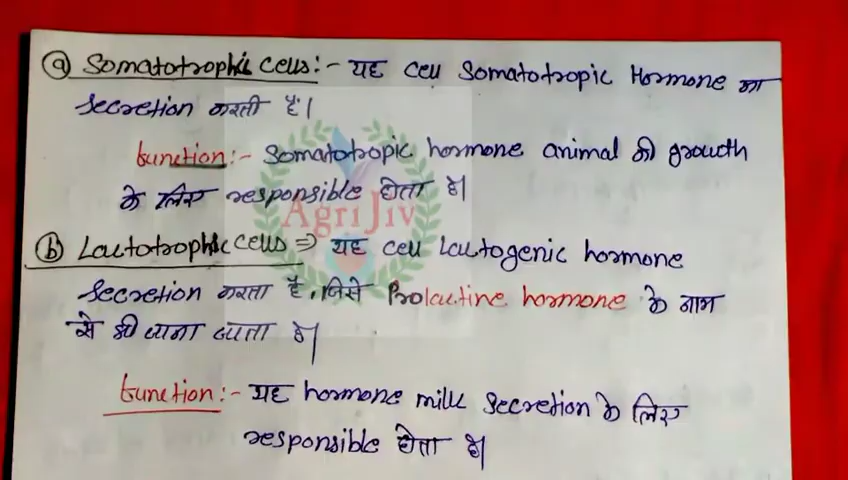 (a) Somatotrophic cells:- यह cell Somatotropic Hormone का
secretion करती है।
function:- Somatotropic hormone animal की growth
के लिए responsible होता है।
AgriJiv
(b) Lactotrophic cells => यह cell Lactogenic hormone
secretion करता है, जिसे Prolactine hormone के नाम
से भी जाना जाता है।
function:- यह hormone milk secretion के लिए
responsible होता है।